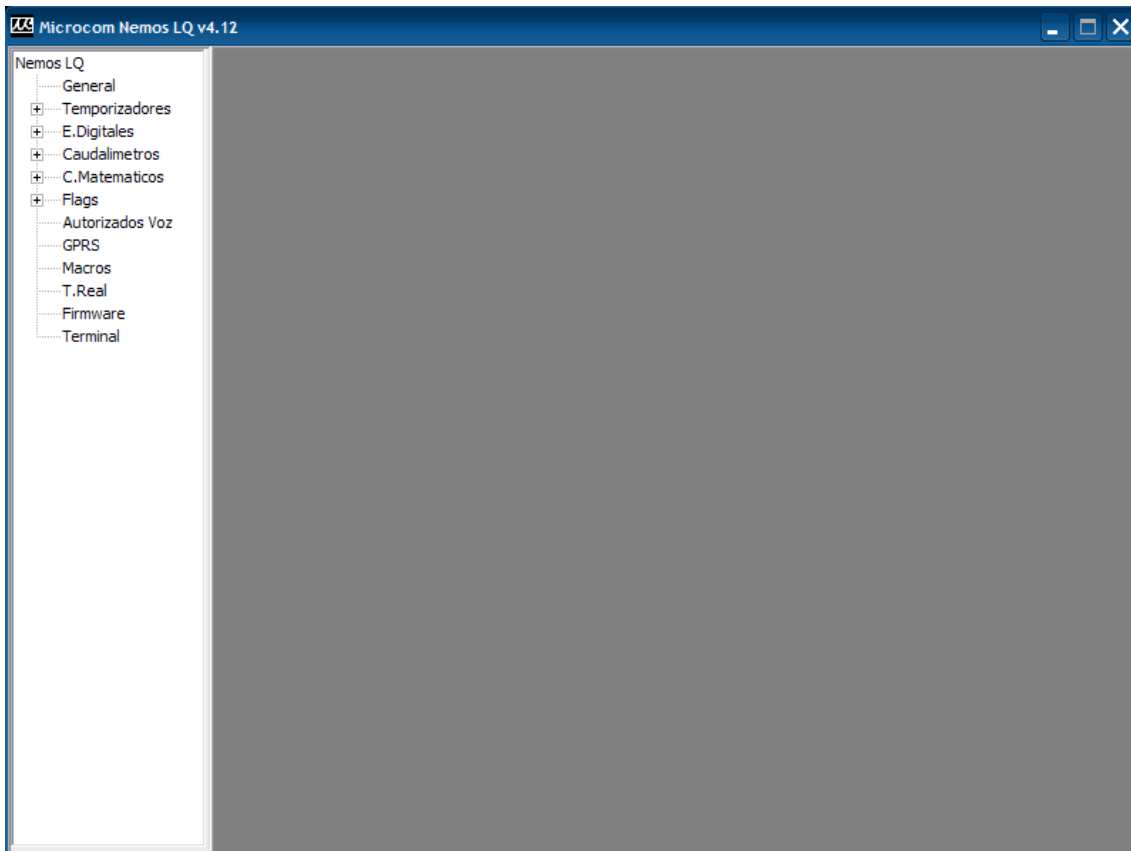 Microcom Nemos LQ v4.12
Nemos LQ
General
Temporizadores
E.Digitales
Caudalimetros
C.Matematicos
Flags
Autorizados Voz
GPRS
Macros
T.Real
Firmware
Terminal